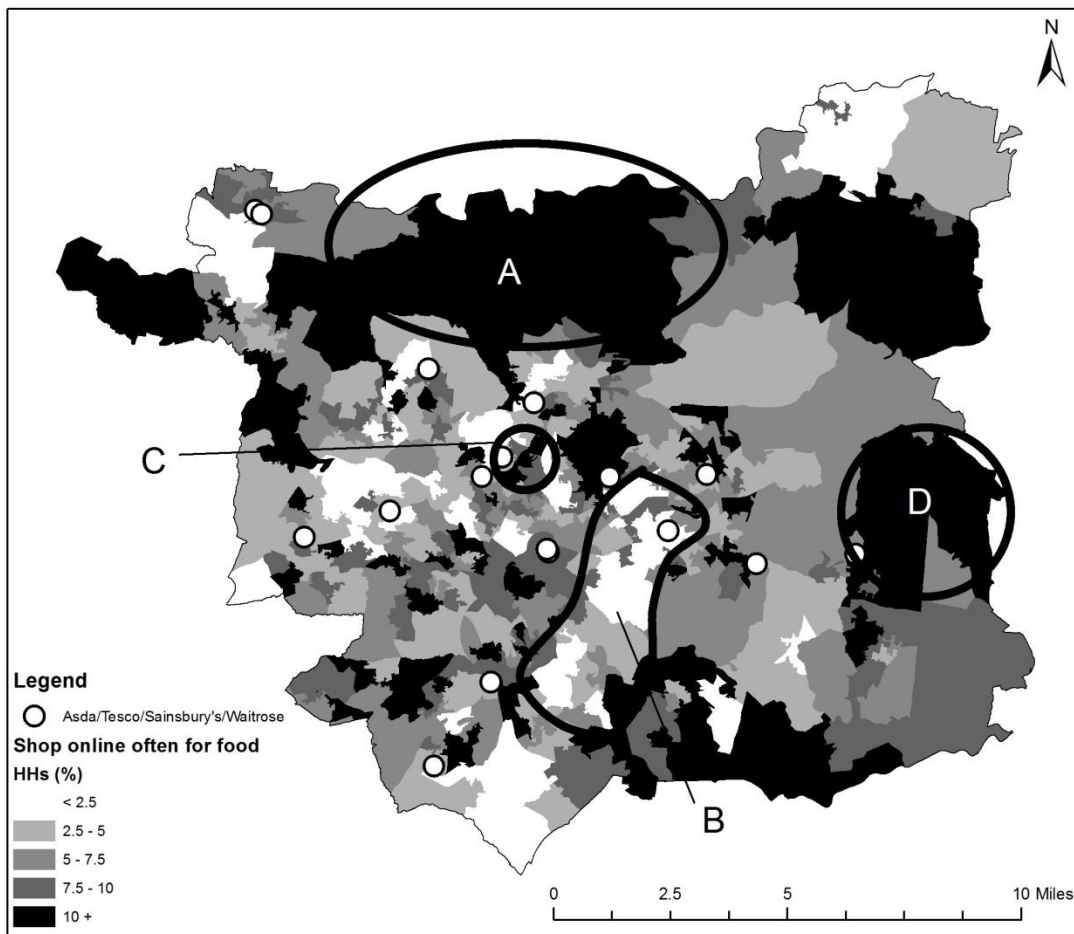 N
A
C
D
B
Legend
Asda/Tesco/Sainsbury's/Waitrose
Shop online often for food
HHs (%)
< 2.5
2.5 - 5
5 - 7.5
7.5 - 10
10 +
0 2.5 5 10 Miles